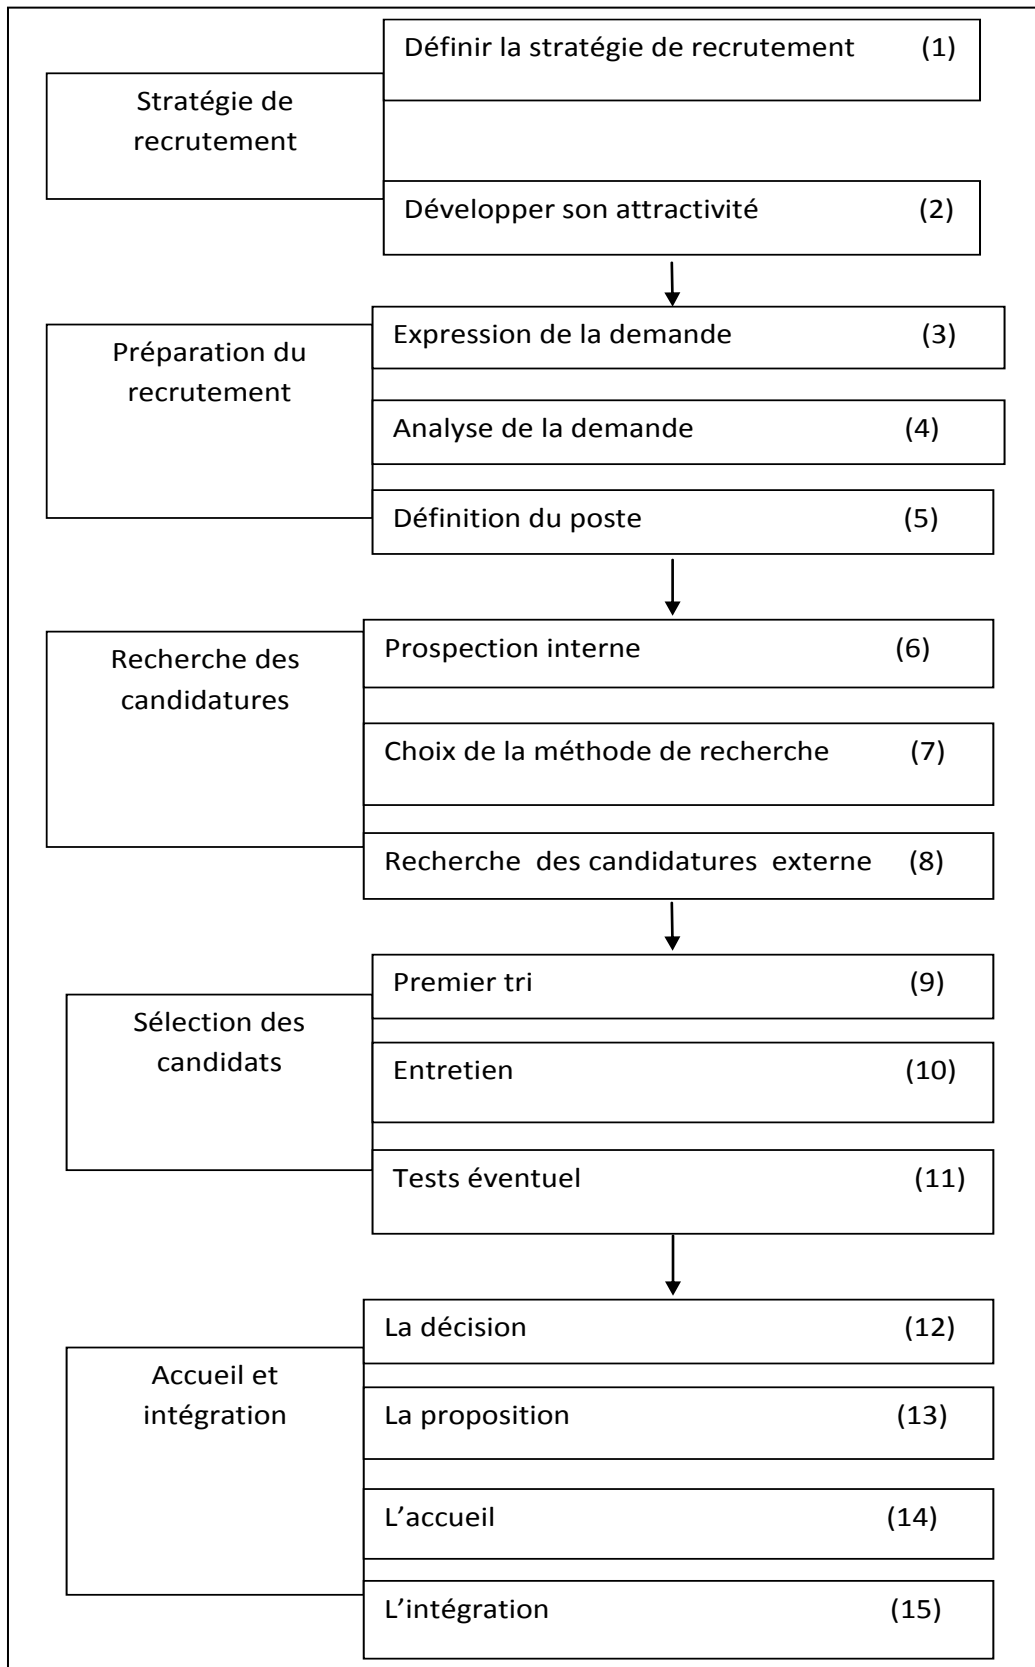 Stratégie de
recrutement
Définir la stratégie de recrutement (1)
Développer son attractivité (2)
Préparation du
recrutement
Expression de la demande (3)
Analyse de la demande (4)
Définition du poste (5)
Recherche des
candidatures
Prospection interne (6)
Choix de la méthode de recherche (7)
Recherche des candidatures externe (8)
Sélection des
candidats
Premier tri (9)
Entretien (10)
Tests éventuel (11)
Accueil et
intégration
La décision (12)
La proposition (13)
L'accueil (14)
L'intégration (15)